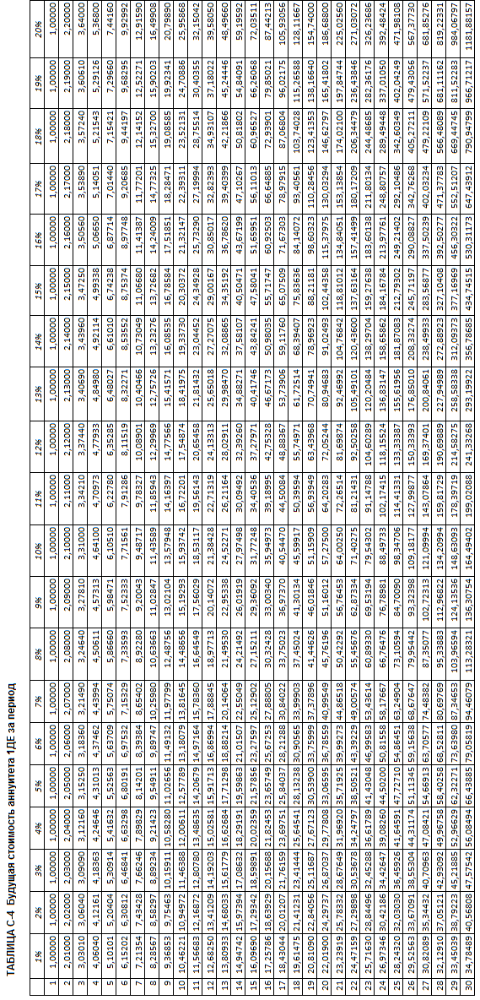 ТАБЛИЦА С-4 Будущая стоимость аннуитета 1ДЕ за период
1% 2% 3% 4% 5% 6% 7% 8% 9% 10% 11% 12% 13% 14% 15% 16% 17% 18% 19% 20%
1 1,00000 1,00000 1,00000 1,00000 1,00000 1,00000 1,00000 1,00000 1,00000 1,00000 1,00000 1,00000 1,00000 1,00000 1,00000 1,00000 1,00000 1,00000 1,00000 1,00000
2 2,01000 2,02000 2,03000 2,04000 2,05000 2,06000 2,07000 2,08000 2,09000 2,10000 2,11000 2,12000 2,13000 2,14000 2,15000 2,16000 2,17000 2,18000 2,19000 2,20000
3 3,03010 3,06040 3,09090 3,12160 3,15250 3,18360 3,21490 3,24640 3,27810 3,31000 3,34210 3,37440 3,40690 3,43960 3,47250 3,50560 3,53890 3,57240 3,60610 3,64000
4 4,06040 4,12161 4,18363 4,24646 4,31013 4,37462 4,43994 4,50611 4,57313 4,64100 4,70973 4,77933 4,84980 4,92114 4,99338 5,06650 5,14051 5,21543 5,29126 5,36800
5 5,10101 5,20404 5,30914 5,41632 5,52563 5,63709 5,75074 5,86660 5,98471 6,10510 6,22780 6,35285 6,48027 6,61010 6,74238 6,87714 7,01440 7,15421 7,29660 7,44160
6 6,15202 6,30812 6,46841 6,63298 6,80191 6,97532 7,15329 7,33593 7,52333 7,71561 7,91286 8,11519 8,32271 8,53552 8,75374 8,97748 9,20685 9,44197 9,68295 9,92992
7 7,21354 7,43428 7,66246 7,89829 8,14201 8,39384 8,65402 8,92280 9,20043 9,48717 9,78327 10,08901 10,40466 10,73049 11,06680 11,41387 11,77201 12,14152 12,52271 12,91590
8 8,28567 8,58297 8,89234 9,21423 9,54911 9,89747 10,25980 10,63663 11,02847 11,43589 11,85943 12,29969 12,75726 13,23276 13,72682 14,24009 14,77325 15,32700 15,90203 16,49908
9 9,36853 9,75463 10,15911 10,58280 11,02656 11,49132 11,97799 12,48756 13,02104 13,57948 14,16397 14,77566 15,41571 16,08535 16,78584 17,51851 18,28471 19,08585 19,92341 20,79890
10 10,46221 10,94972 11,46388 12,00611 12,57789 13,18079 13,81645 14,48656 15,19293 15,93742 16,72201 17,54874 18,41975 19,33730 20,30372 21,32147 22,39311 23,52131 24,70886 25,95868
11 11,56683 12,16872 12,80780 13,48635 14,20679 14,97164 15,78360 16,64549 17,56029 18,53117 19,56143 20,65458 21,81432 23,04452 24,34928 25,73290 27,19994 28,75514 30,40355 32,15042
12 12,68250 13,41209 14,19203 15,02581 15,91713 16,86994 17,88845 18,97713 20,14072 21,38428 22,71319 24,13313 25,65018 27,27075 29,00167 30,85017 32,82393 34,93107 37,18022 39,58050
13 13,80933 14,68033 15,61779 16,62684 17,71298 18,88214 20,14064 21,49530 22,95338 24,52271 26,21164 28,02911 29,98470 32,08865 34,35192 36,78620 39,40399 42,21866 45,24446 48,49660
14 14,94742 15,97394 17,08632 18,29191 19,59863 21,01507 22,55049 24,21492 26,01919 27,97498 30,09492 32,39260 34,88271 37,58107 40,50471 43,67199 47,10267 50,81802 54,84091 59,19592
15 16,09690 17,29342 18,59891 20,02359 21,57856 23,27597 25,12902 27,15211 29,36092 31,77248 34,40536 37,27971 40,41746 43,84241 47,58041 51,65951 56,11013 60,96527 66,26068 72,03511
16 17,25786 18,63929 20,15688 21,82453 23,65749 25,67253 27,88805 30,32428 33,00340 35,94973 39,18995 42,75328 46,67173 50,98035 55,71747 60,92503 66,64885 72,93901 79,85021 87,44213
17 18,43044 20,01207 21,76159 23,69751 25,84037 28,21288 30,84022 33,75023 36,97370 40,54470 44,50084 48,88367 53,73906 59,11760 65,07509 71,67303 78,97915 87,06804 96,02175 105,93056
18 19,61475 21,41231 23,41444 25,64541 28,13238 30,90565 33,99903 37,45024 41,30134 45,59917 50,39594 55,74971 61,72514 68,39407 75,83636 84,14072 93,40561 103,74028 115,26588 128,11667
19 20,81090 22,84056 25,11687 27,67123 30,53900 33,75999 37,37896 41,44626 46,01846 51,15909 56,93949 63,43968 70,74941 78,96923 88,21181 98,60323 110,28456 123,41353 138,16640 154,74000
20 22,01900 24,29737 26,87037 29,77808 33,06595 36,78559 40,99549 45,76196 51,16012 57,27500 64,20283 72,05244 80,94683 91,02493 102,44358 115,37975 130,03294 146,62797 165,41802 186,68800
21 23,23919 25,78332 28,67649 31,96920 35,71925 39,99273 44,86518 50,42292 56,76453 64,00250 72,26514 81,69874 92,46992 104,76842 118,81012 134,84051 153,13854 174,02100 197,84744 225,02560
22 24,47159 27,29898 30,53678 34,24797 38,50521 43,39229 49,00574 55,45676 62,87334 71,40275 81,21431 92,50258 105,49101 120,43600 137,63164 157,41499 180,17209 206,34479 236,43846 271,03072
23 25,71630 28,84496 32,45288 36,61789 41,43048 46,99583 53,43614 60,89330 69,53194 79,54302 91,14788 104,60289 120,20484 138,29704 159,27638 183,60138 211,80134 244,48685 282,36176 326,23686
24 26,97346 30,42186 34,42647 39,08260 44,50200 50,81558 58,17667 66,76476 76,78981 88,49733 102,17415 118,15524 136,83147 158,65862 184,16784 213,97761 248,80757 289,49448 337,01050 392,48424
25 28,24320 32,03030 36,45926 41,64591 47,72710 54,86451 63,24904 73,10594 84,70090 98,34706 114,41331 133,33387 155,61956 181,87083 212,79302 249,21402 292,10486 342,60349 402,04249 471,98108
26 29,52563 33,67091 38,55304 44,31174 51,11345 59,15638 68,67647 79,95442 93,32398 109,18177 127,99877 150,33393 176,85010 208,33274 245,71197 290,08827 342,76268 405,27211 479,43056 567,37730
27 30,82089 35,34432 40,70963 47,08421 54,66913 63,70577 74,48382 87,35077 102,72313 121,09994 143,07864 169,37401 200,84061 238,49933 283,56877 337,50239 402,03234 479,22109 571,52237 681,85276
28 32,12910 37,05121 42,93092 49,96758 58,40258 68,52811 80,69769 95,33883 112,96822 134,20994 159,81729 190,69889 227,94989 272,88923 327,10408 392,50277 471,37783 566,48089 681,11162 819,22331
29 33,45039 38,79223 45,21885 52,96629 62,32271 73,63980 87,34653 103,96594 124,13536 148,63093 178,39719 214,58275 258,58338 312,09373 377,16969 456,30322 552,51207 669,44745 811,52283 984,06797
30 34,78489 40,56808 47,57542 56,08494 66,43885 79,05819 94,46079 113,28321 136,30754 164,49402 199,02088 241,33268 293,19922 356,78685 434,74515 530,31173 647,43912 790,94799 966,71217 1181,88157